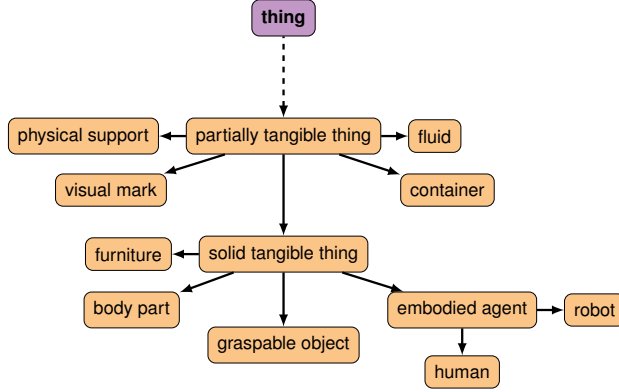 thing
physical support
partially tangible thing
fluid
visual mark
container
furniture
solid tangible thing
body part
embodied agent
robot
graspable object
human